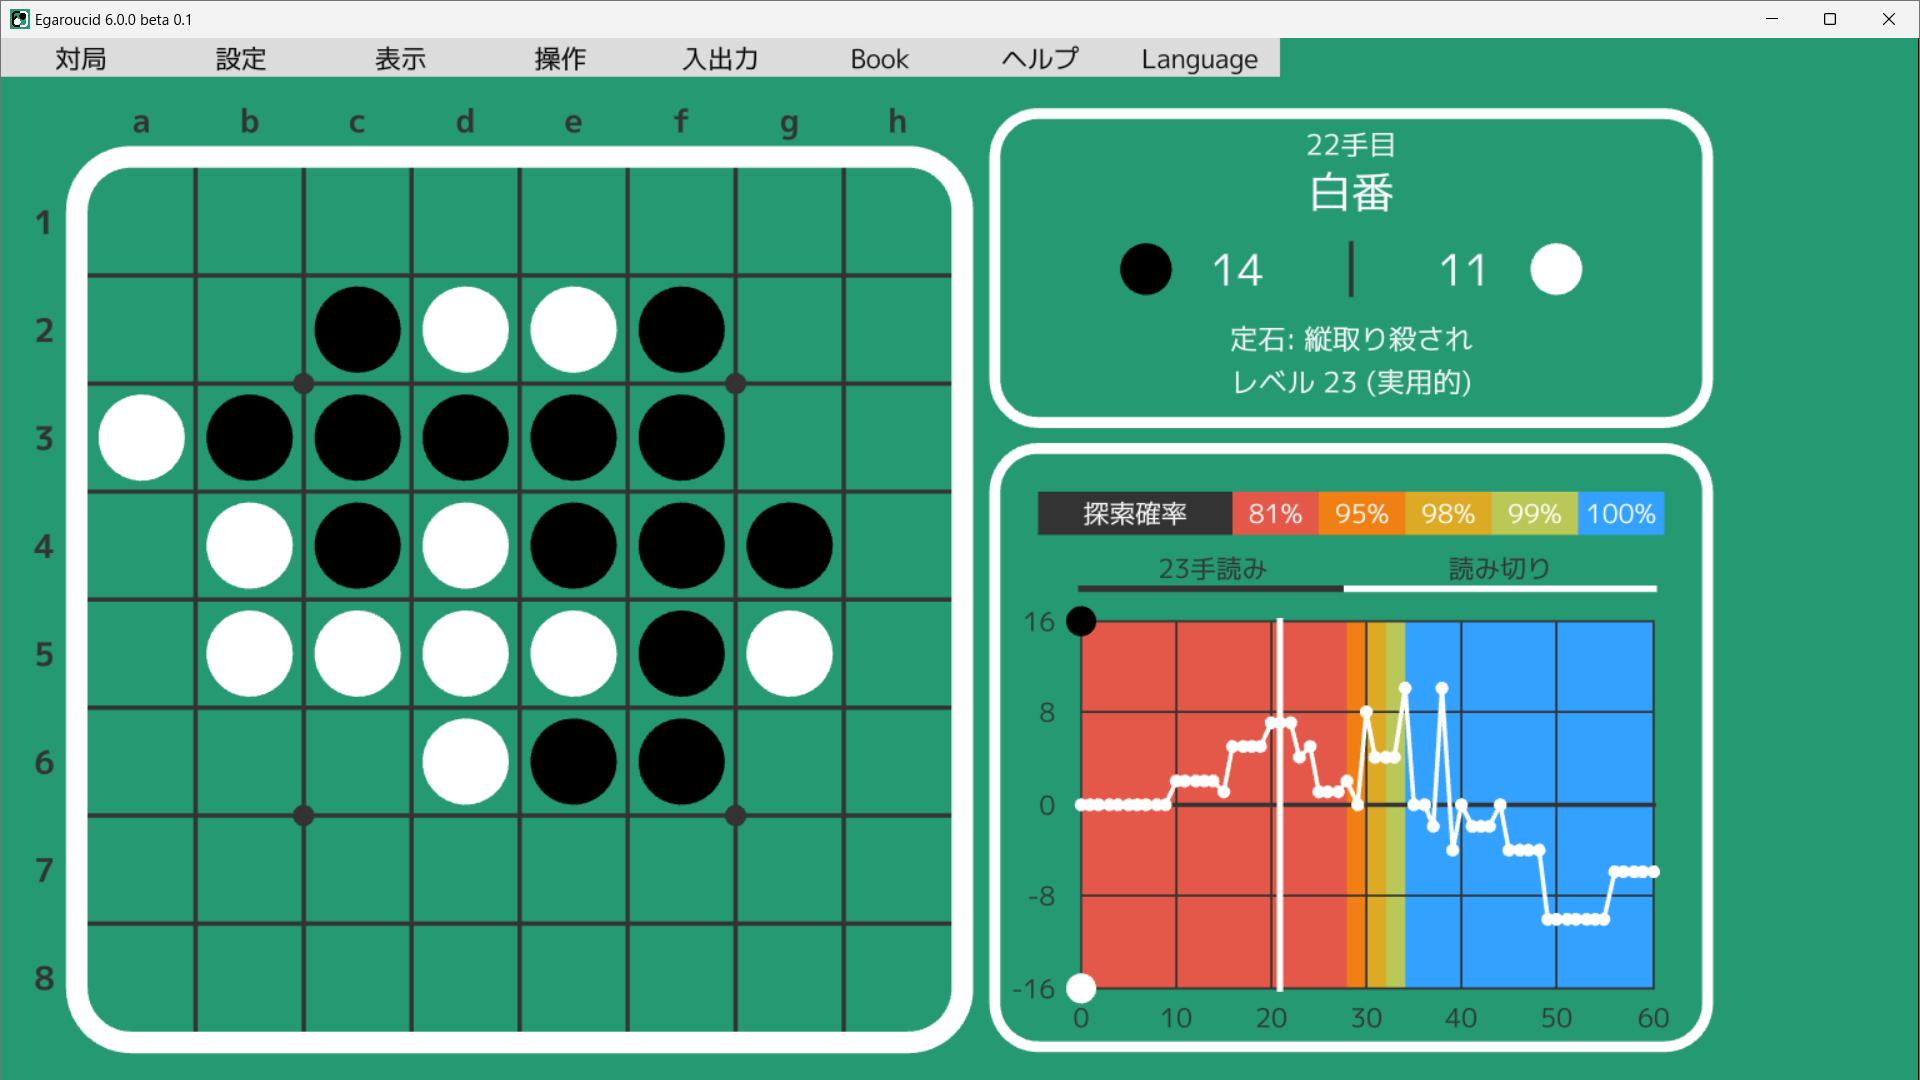 Egaroucid 6.0.0 beta 0.1
対局 設定 表示 操作 入出力 Book ヘルプ Language
a b c d e f g h
1
2
3
4
5
6
7
8
22手目
白番
14 11
定石: 縦取り殺され
レベル 23 (実用的)
探索確率 81% 95% 98% 99% 100%
23手読み 読み切り
16
8
0
-8
-16
0 10 20 30 40 50 60